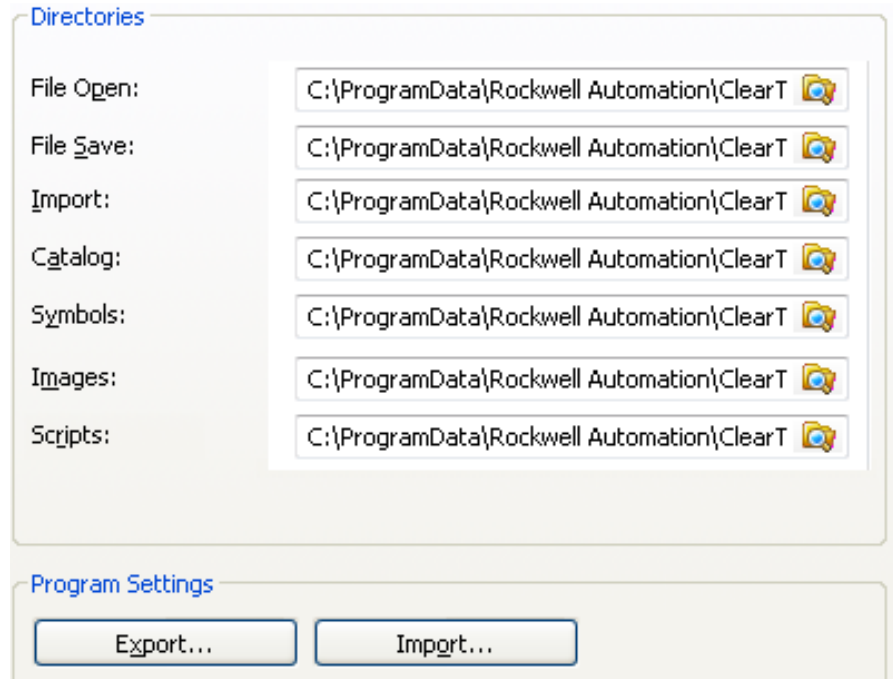 Directories
File Open: C:\ProgramData\Rockwell Automation\ClearT
File Save: C:\ProgramData\Rockwell Automation\ClearT
Import: C:\ProgramData\Rockwell Automation\ClearT
Catalog: C:\ProgramData\Rockwell Automation\ClearT
Symbols: C:\ProgramData\Rockwell Automation\ClearT
Images: C:\ProgramData\Rockwell Automation\ClearT
Scripts: C:\ProgramData\Rockwell Automation\ClearT
Program Settings
Export... Import...